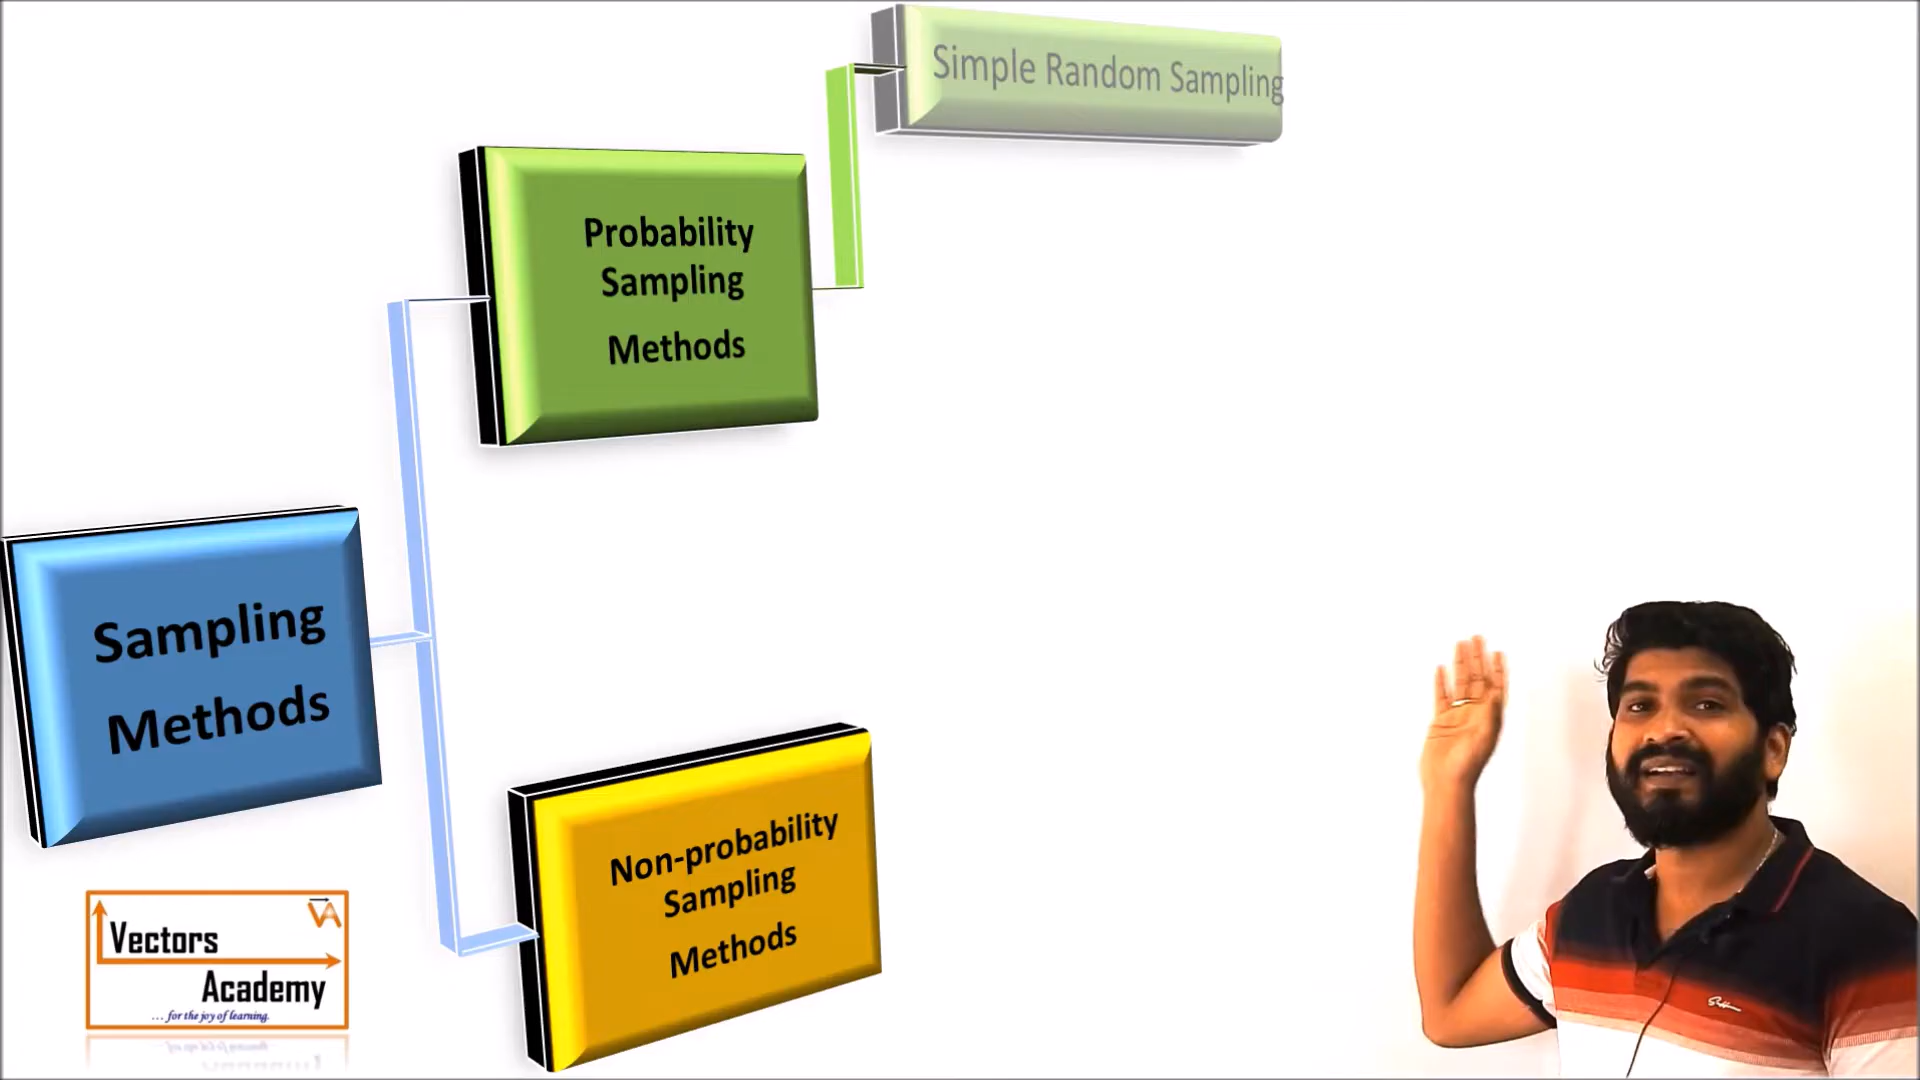 Simple Random Sampling
Probability
Sampling
Methods
Sampling
Methods
Non-probability
Sampling
Methods
VA
Vectors
Academy
... for the joy of learning.